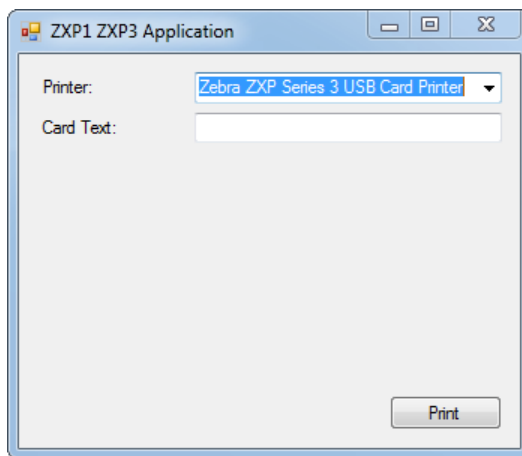 ZXP1 ZXP3 Application
Printer: Zebra ZXP Series 3 USB Card Printer
Card Text:
Print